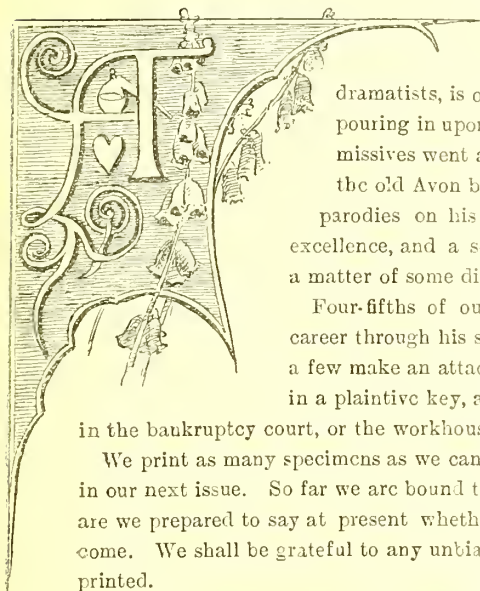 A
dramatists, is o
pouring in upon
missives went a
the old Avon b
parodies on his
excellence, and a s
a matter of some di
Four-fifths of ou
career through his s
a few make an attac
in a plaintive key, a
in the bankruptcy court, or the workhous
We print as many specimens as we can
in our next issue. So far we are bound t
are we prepared to say at present wheth
come. We shall be grateful to any unbia
printed.